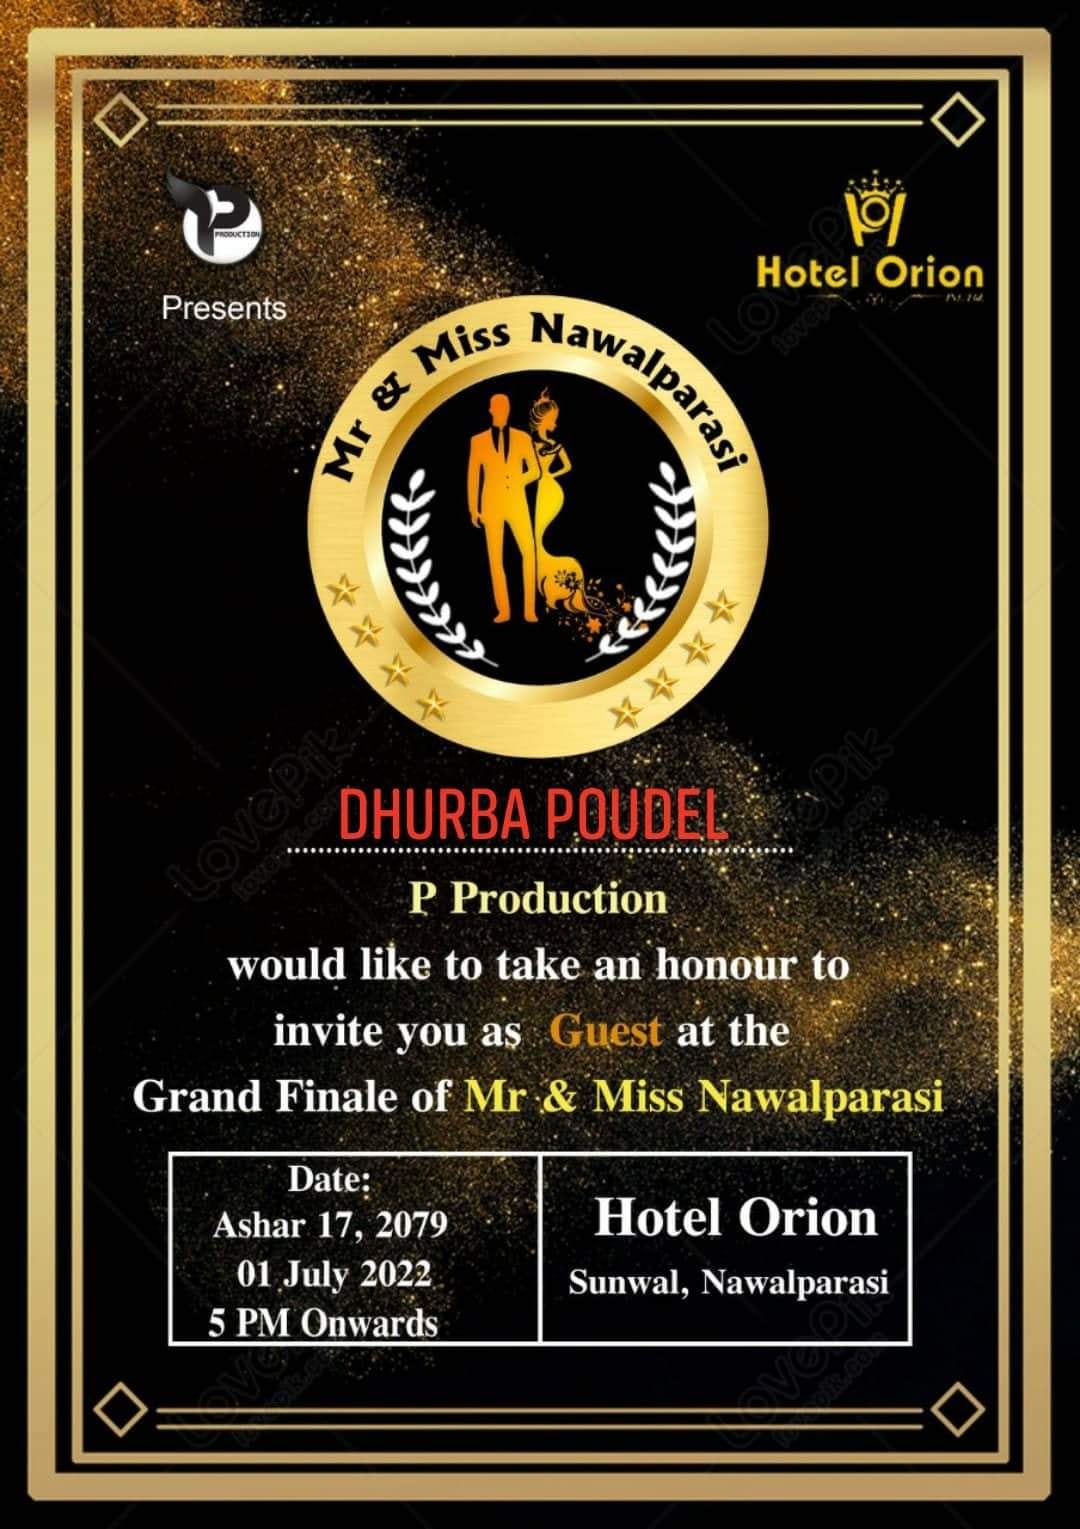 P
PRODUCTION
Presents
Hotel Orion
Pvt. Ltd.
Mr & Miss Nawalparasi
DHURBA POUDEL
P Production
would like to take an honour to
invite you as Guest at the
Grand Finale of Mr & Miss Nawalparasi
Date:
Ashar 17, 2079
01 July 2022
5 PM Onwards
Hotel Orion
Sunwal, Nawalparasi